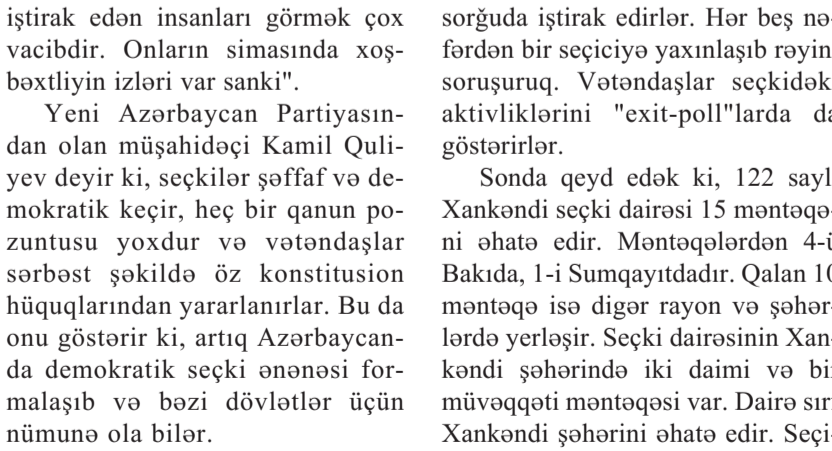 iştirak edən insanları görmək çox
vacibdir. Onların simasında xoş-
bəxtliyin izləri var sanki".
Yeni Azərbaycan Partiyasın-
dan olan müşahidəçi Kamil Quli-
yev deyir ki, seçkilər şəffaf və de-
mokratik keçir, heç bir qanun po-
zuntusu yoxdur və vətəndaşlar
sərbəst şəkildə öz konstitusion
hüquqlarından yararlanırlar. Bu da
onu göstərir ki, artıq Azərbaycan-
da demokratik seçki ənənəsi for-
malaşıb və bəzi dövlətlər üçün
nümunə ola bilər.
sorğuda iştirak edirlər. Hər beş nə-
fərdən bir seçiciyə yaxınlaşıb rəyin
soruşuruq. Vətəndaşlar seçkidək
aktivliklərini "exit-poll"larda da
göstərirlər.
Sonda qeyd edək ki, 122 sayl
Xankəndi seçki dairəsi 15 məntəqə-
ni əhatə edir. Məntəqələrdən 4-ü
Bakıda, 1-i Sumqayıtdadır. Qalan 10
məntəqə isə digər rayon və şəhər-
lərdə yerləşir. Seçki dairəsinin Xan-
kəndi şəhərində iki daimi və bir
müvəqqəti məntəqəsi var. Dairə sırf
Xankəndi şəhərini əhatə edir. Seçi-